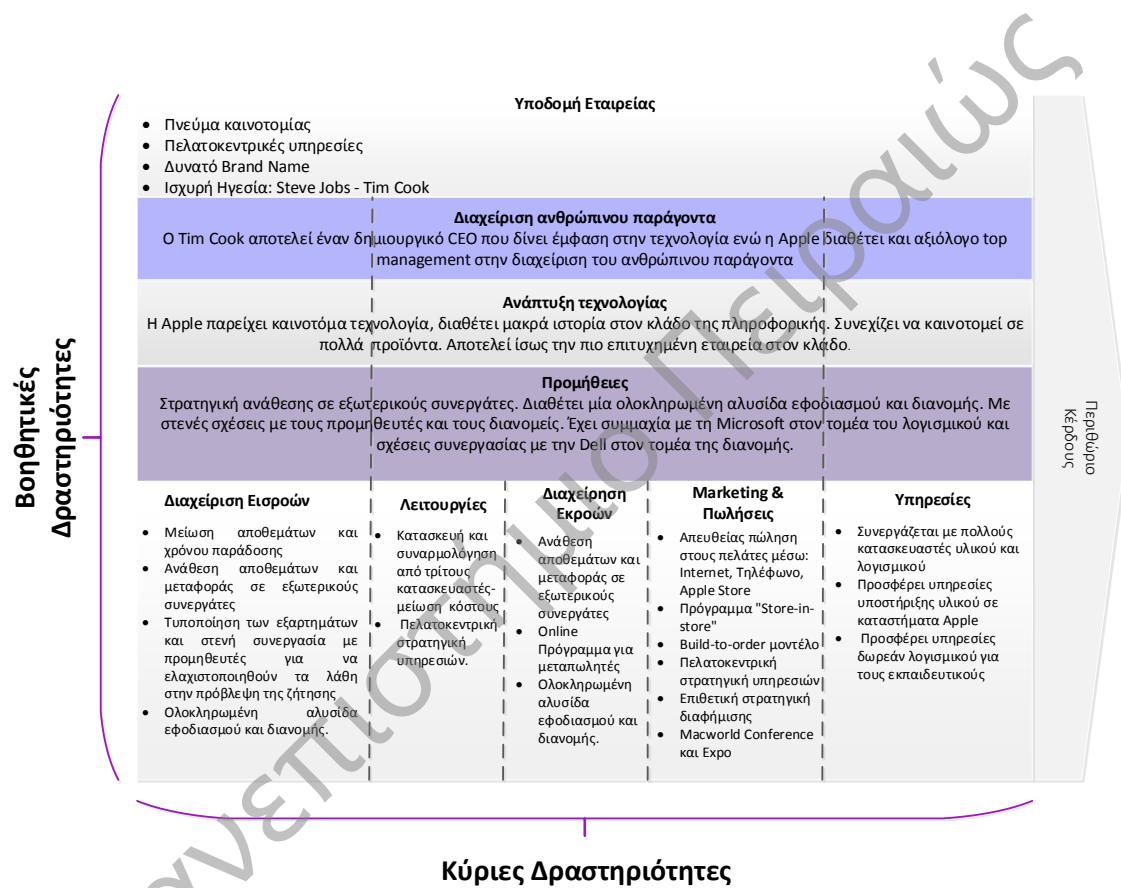 Υποδομή Εταιρείας
• Πνεύμα καινοτομίας
• Πελατοκεντρικές υπηρεσίες
• Δυνατό Brand Name
• Ισχυρή Ηγεσία: Steve Jobs - Tim Cook
Διαχείριση ανθρώπινου παράγοντα
Ο Tim Cook αποτελεί έναν δημιουργικό CEO που δίνει έμφαση στην τεχνολογία ενώ η Apple διαθέτει και αξιόλογο top
management στην διαχείριση του ανθρώπινου παράγοντα
Ανάπτυξη τεχνολογίας
Η Apple παρείχει καινοτόμα τεχνολογία, διαθέτει μακρά ιστορία στον κλάδο της πληροφορικής. Συνεχίζει να καινοτομεί σε
πολλά προϊόντα. Αποτελεί ίσως την πιο επιτυχημένη εταιρεία στον κλάδο.
Προμήθειες
Στρατηγική ανάθεσης σε εξωτερικούς συνεργάτες. Διαθέτει μία ολοκληρωμένη αλυσίδα εφοδιασμού και διανομής. Με
στενές σχέσεις με τους προμηθευτές και τους διανομείς. Έχει συμμαχία με τη Microsoft στον τομέα του λογισμικού και
σχέσεις συνεργασίας με την Dell στον τομέα της διανομής.
Βοηθητικές
Δραστηριότητες
Διαχείριση Εισροών
• Μείωση αποθεμάτων και
χρόνου παράδοσης
• Ανάθεση αποθεμάτων και
μεταφοράς σε εξωτερικούς
συνεργάτες
• Τυποποίηση των εξαρτημάτων
και στενή συνεργασία με
προμηθευτές για να
ελαχιστοποιηθούν τα λάθη
στην πρόβλεψη της ζήτησης
• Ολοκληρωμένη αλυσίδα
εφοδιασμού και διανομής.
Λειτουργίες
• Κατασκευή και
συναρμολόγηση
από τρίτους
κατασκευαστές-
μείωση κόστους
• Πελατοκεντρική
στρατηγική
υπηρεσιών.
Διαχείρηση
Εκροών
• Ανάθεση
αποθεμάτων και
μεταφοράς σε
εξωτερικούς
συνεργάτες
• Online
Πρόγραμμα για
μεταπωλητές
• Ολοκληρωμένη
αλυσίδα
εφοδιασμού και
διανομής.
Marketing &
Πωλήσεις
• Απευθείας πώληση
στους πελάτες μέσω:
Internet, Τηλέφωνο,
Apple Store
• Πρόγραμμα "Store-in-
store"
• Build-to-order μοντέλο
• Πελατοκεντρική
στρατηγική υπηρεσιών
• Επιθετική στρατηγική
διαφήμισης
• Macworld Conference
και Expo
Υπηρεσίες
• Συνεργάζεται με πολλούς
κατασκευαστές υλικού και
λογισμικού
• Προσφέρει υπηρεσίες
υποστήριξης υλικού σε
καταστήματα Apple
• Προσφέρει υπηρεσίες
δωρεάν λογισμικού για
τους εκπαιδευτικούς
Περιθώριο
Κέρδους
Κύριες Δραστηριότητες
ανεπιστήμιο Πειραιώς